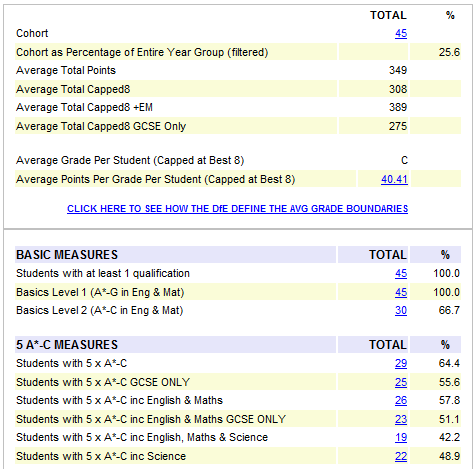 TOTAL %
Cohort 45
Cohort as Percentage of Entire Year Group (filtered) 25.6
Average Total Points 349
Average Total Capped8 308
Average Total Capped8 +EM 389
Average Total Capped8 GCSE Only 275
Average Grade Per Student (Capped at Best 8) C
Average Points Per Grade Per Student (Capped at Best 8) 40.41
CLICK HERE TO SEE HOW THE DfE DEFINE THE AVG GRADE BOUNDARIES
BASIC MEASURES TOTAL %
Students with at least 1 qualification 45 100.0
Basics Level 1 (A*-G in Eng & Mat) 45 100.0
Basics Level 2 (A*-C in Eng & Mat) 30 66.7
5 A*-C MEASURES TOTAL %
Students with 5 x A*-C 29 64.4
Students with 5 x A*-C GCSE ONLY 25 55.6
Students with 5 x A*-C inc English & Maths 26 57.8
Students with 5 x A*-C inc English & Maths GCSE ONLY 23 51.1
Students with 5 x A*-C inc English, Maths & Science 19 42.2
Students with 5 x A*-C inc Science 22 48.9